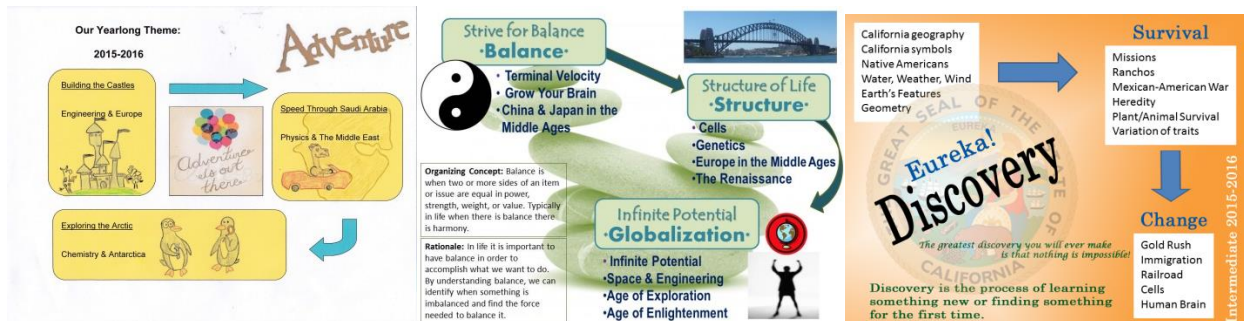 Our Yearlong Theme:
2015-2016
Adventure
Building the Castles
Engineering & Europe
Adventure
is out
there
Speed Through Saudi Arabia
Physics & The Middle East
Exploring the Arctic
Chemistry & Antarctica
Strive for Balance
·Balance·
• Terminal Velocity
• Grow Your Brain
• China & Japan in the
Middle Ages
Structure of Life
·Structure·
• Cells
• Genetics
• Europe in the Middle Ages
• The Renaissance
Organizing Concept: Balance is
when two or more sides of an item
or issue are equal in power,
strength, weight, or value. Typically
in life when there is balance there
is harmony.
Rationale: In life it is important to
have balance in order to
accomplish what we want to do.
By understanding balance, we can
identify when something is
imbalanced and find the force
needed to balance it.
Infinite Potential
·Globalization·
• Infinite Potential
• Space & Engineering
• Age of Exploration
• Age of Enlightenment
California geography
California symbols
Native Americans
Water, Weather, Wind
Earth's Features
Geometry
Survival
Missions
Ranchos
Mexican-American War
Heredity
Plant/Animal Survival
Variation of traits
GREAT SEAL OF THE STATE OF CALIFORNIA
EUREKA
Eureka!
Discovery
The greatest discovery you will ever make
is that nothing is impossible!
Discovery is the process of learning
something new or finding something
for the first time.
Change
Gold Rush
Immigration
Railroad
Cells
Human Brain
Intermediate 2015-2016